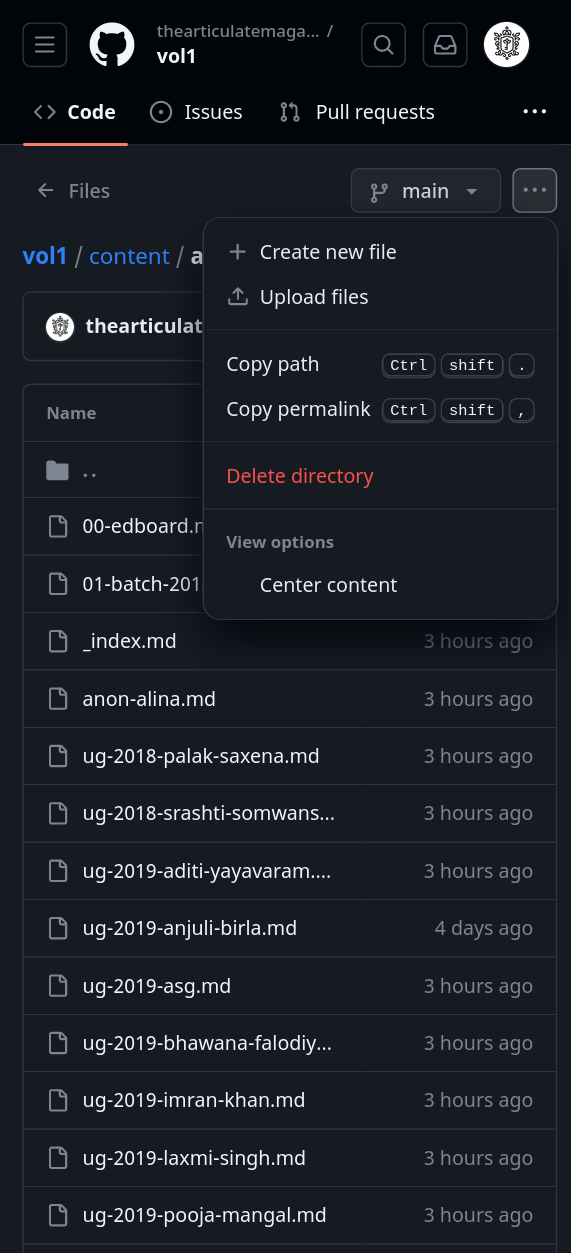 thearticulatemaga... /
vol1
Code Issues Pull requests
Files main
vol1 / content / a
Create new file
Upload files
thearticulat
Copy path Ctrl shift .
Copy permalink Ctrl shift ,
Name
Delete directory
..
00-edboard.
View options
01-batch-201
Center content
_index.md 3 hours ago
anon-alina.md 3 hours ago
ug-2018-palak-saxena.md 3 hours ago
ug-2018-srashti-somwans... 3 hours ago
ug-2019-aditi-yayavaram.... 3 hours ago
ug-2019-anjuli-birla.md 4 days ago
ug-2019-asg.md 3 hours ago
ug-2019-bhawana-falodiy... 3 hours ago
ug-2019-imran-khan.md 3 hours ago
ug-2019-laxmi-singh.md 3 hours ago
ug-2019-pooja-mangal.md 3 hours ago